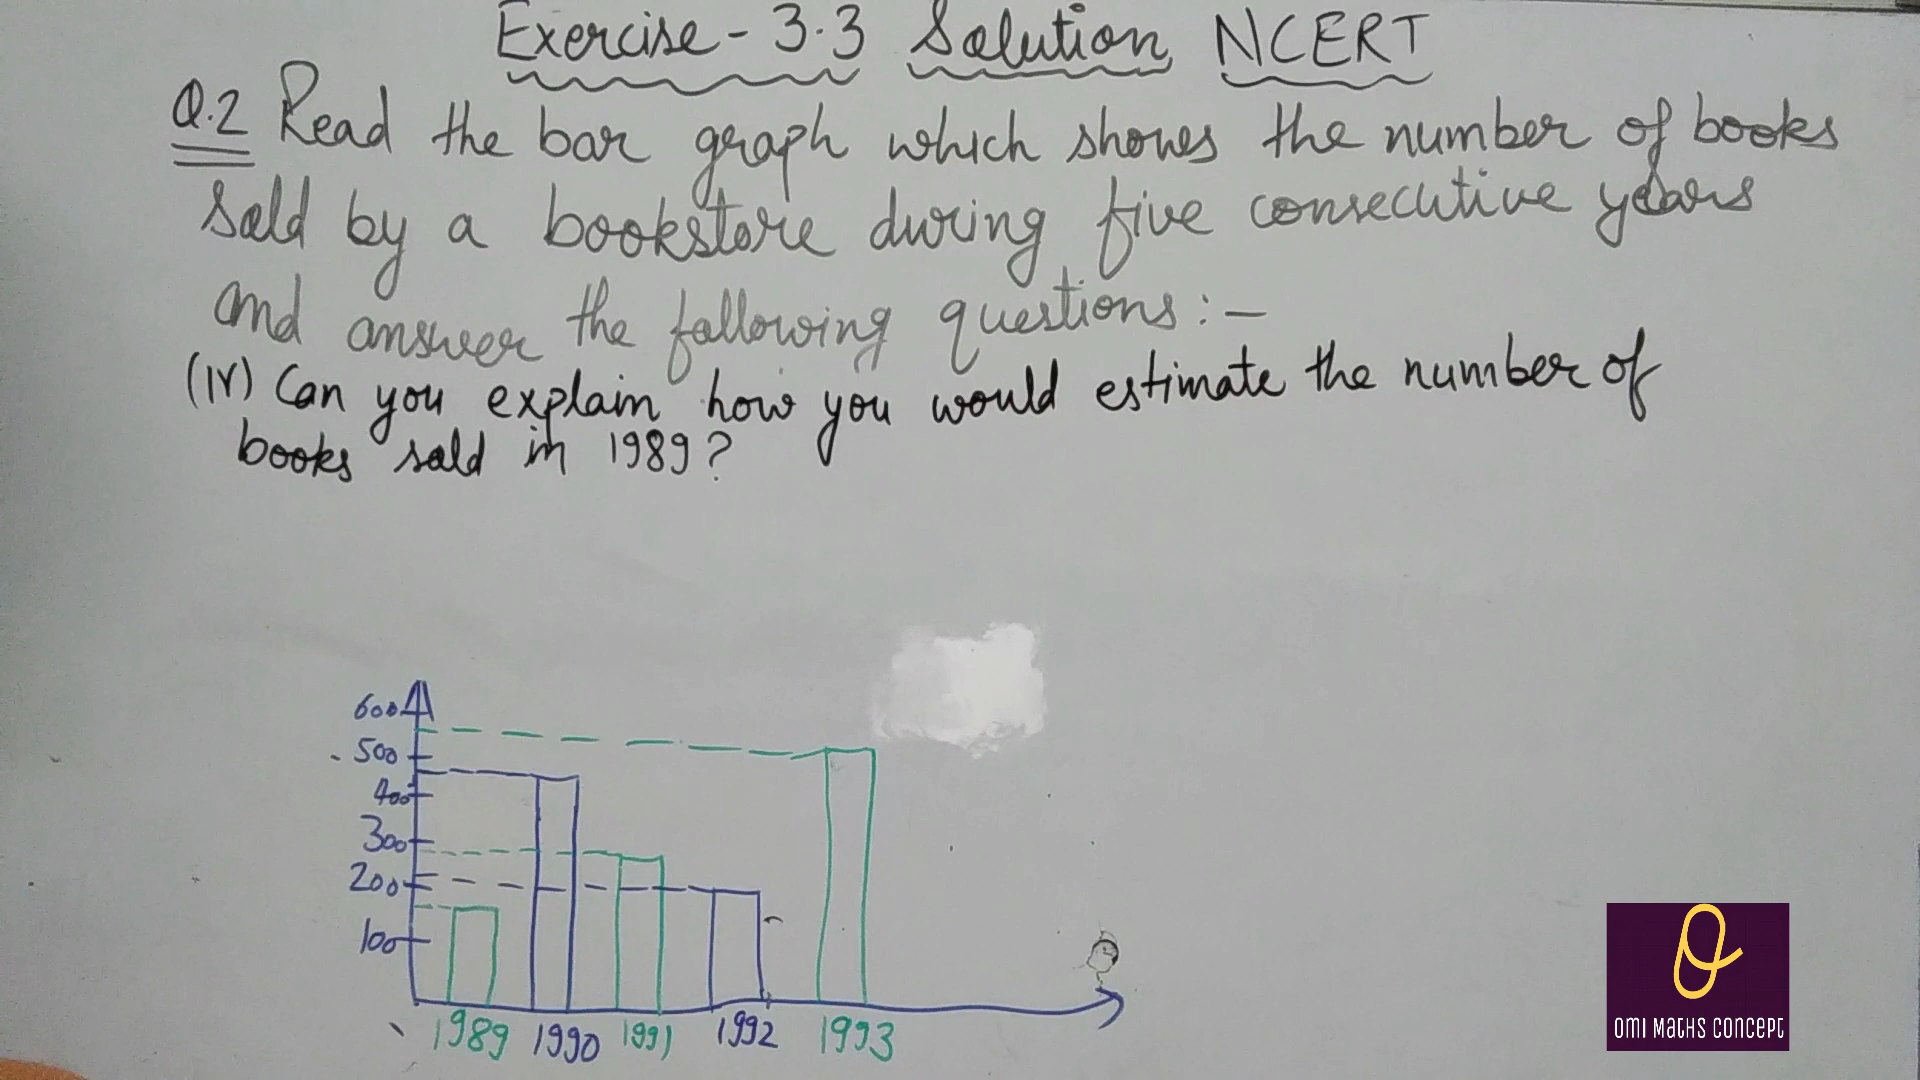 Exercise - 3.3 Solution NCERT
Q.2 Read the bar graph which shows the number of books
sold by a bookstore during five consecutive years
and answer the following questions :-
(IV) Can you explain how you would estimate the number of
books sold in 1989?
600
500
400
300
200
100
1989 1990 1991 1992 1993
OMI MATHS CONCEPT